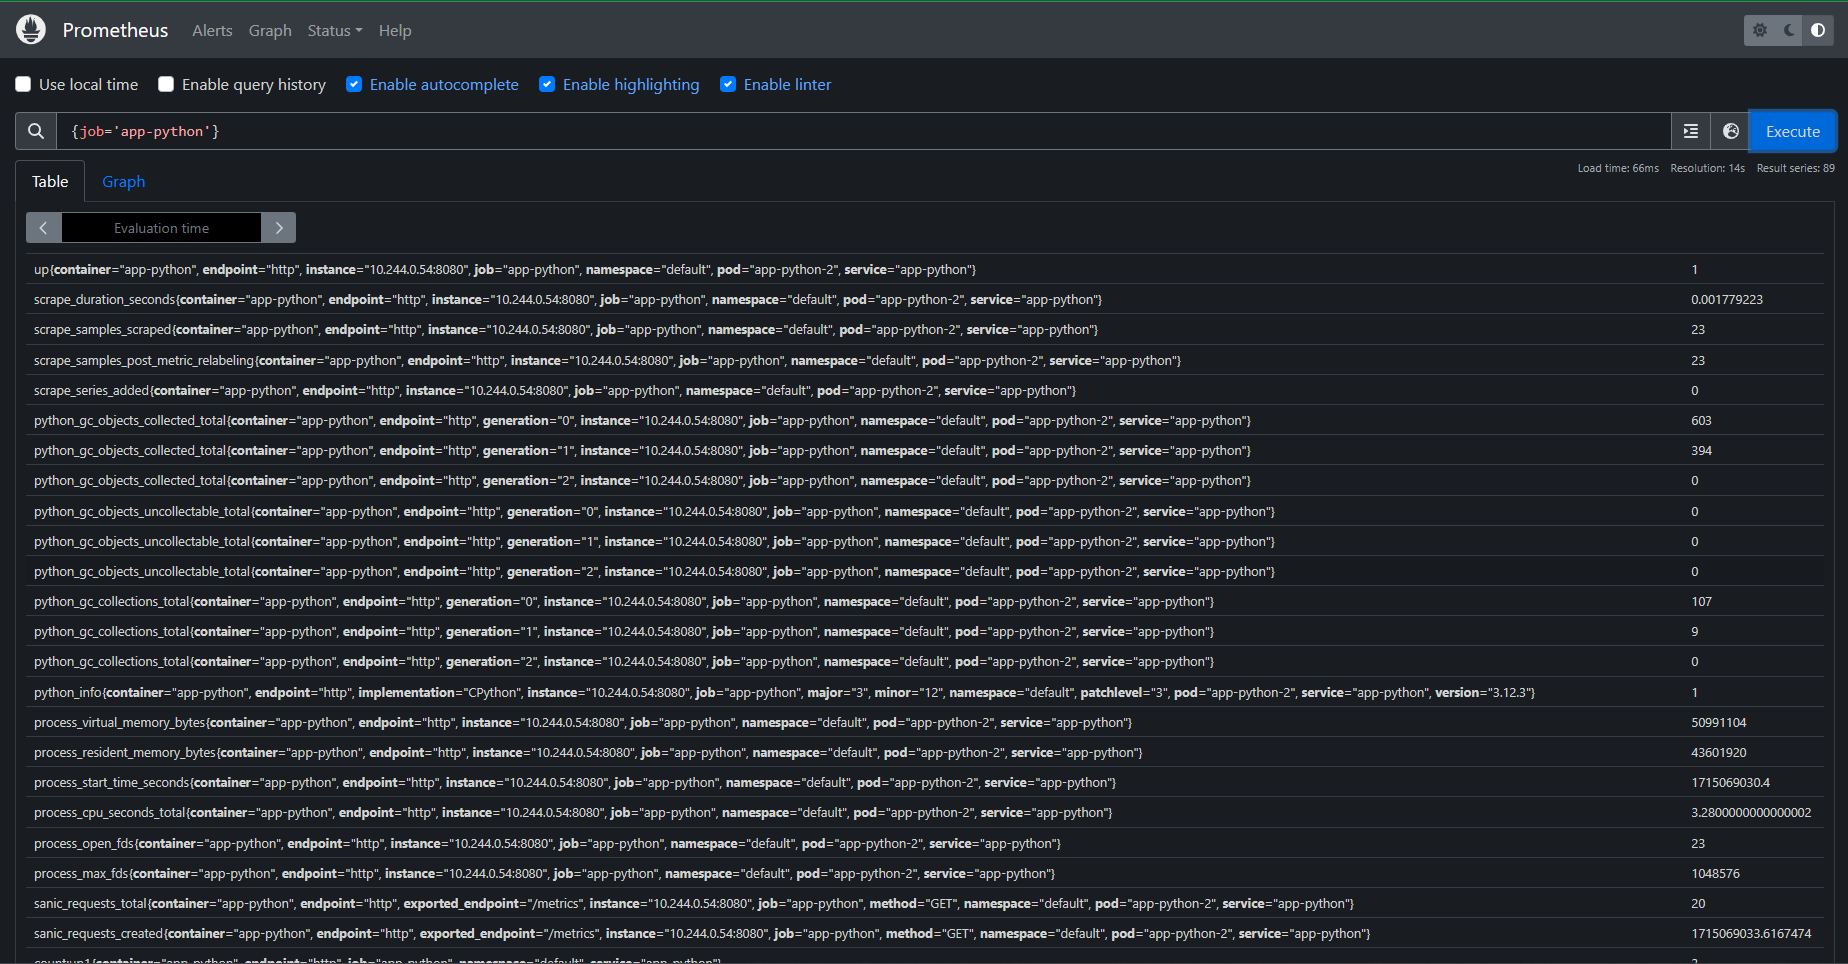 Prometheus Alerts Graph Status Help
Use local time Enable query history Enable autocomplete Enable highlighting Enable linter
{job='app-python'} Execute
Table Graph Load time: 66ms Resolution: 14s Result series: 89
Evaluation time
up{container="app-python", endpoint="http", instance="10.244.0.54:8080", job="app-python", namespace="default", pod="app-python-2", service="app-python"} 1
scrape_duration_seconds{container="app-python", endpoint="http", instance="10.244.0.54:8080", job="app-python", namespace="default", pod="app-python-2", service="app-python"} 0.001779223
scrape_samples_scraped{container="app-python", endpoint="http", instance="10.244.0.54:8080", job="app-python", namespace="default", pod="app-python-2", service="app-python"} 23
scrape_samples_post_metric_relabeling{container="app-python", endpoint="http", instance="10.244.0.54:8080", job="app-python", namespace="default", pod="app-python-2", service="app-python"} 23
scrape_series_added{container="app-python", endpoint="http", instance="10.244.0.54:8080", job="app-python", namespace="default", pod="app-python-2", service="app-python"} 0
python_gc_objects_collected_total{container="app-python", endpoint="http", generation="0", instance="10.244.0.54:8080", job="app-python", namespace="default", pod="app-python-2", service="app-python"} 603
python_gc_objects_collected_total{container="app-python", endpoint="http", generation="1", instance="10.244.0.54:8080", job="app-python", namespace="default", pod="app-python-2", service="app-python"} 394
python_gc_objects_collected_total{container="app-python", endpoint="http", generation="2", instance="10.244.0.54:8080", job="app-python", namespace="default", pod="app-python-2", service="app-python"} 0
python_gc_objects_uncollectable_total{container="app-python", endpoint="http", generation="0", instance="10.244.0.54:8080", job="app-python", namespace="default", pod="app-python-2", service="app-python"} 0
python_gc_objects_uncollectable_total{container="app-python", endpoint="http", generation="1", instance="10.244.0.54:8080", job="app-python", namespace="default", pod="app-python-2", service="app-python"} 0
python_gc_objects_uncollectable_total{container="app-python", endpoint="http", generation="2", instance="10.244.0.54:8080", job="app-python", namespace="default", pod="app-python-2", service="app-python"} 0
python_gc_collections_total{container="app-python", endpoint="http", generation="0", instance="10.244.0.54:8080", job="app-python", namespace="default", pod="app-python-2", service="app-python"} 107
python_gc_collections_total{container="app-python", endpoint="http", generation="1", instance="10.244.0.54:8080", job="app-python", namespace="default", pod="app-python-2", service="app-python"} 9
python_gc_collections_total{container="app-python", endpoint="http", generation="2", instance="10.244.0.54:8080", job="app-python", namespace="default", pod="app-python-2", service="app-python"} 0
python_info{container="app-python", endpoint="http", implementation="CPython", instance="10.244.0.54:8080", job="app-python", major="3", minor="12", namespace="default", patchlevel="3", pod="app-python-2", service="app-python", version="3.12.3"} 1
process_virtual_memory_bytes{container="app-python", endpoint="http", instance="10.244.0.54:8080", job="app-python", namespace="default", pod="app-python-2", service="app-python"} 50991104
process_resident_memory_bytes{container="app-python", endpoint="http", instance="10.244.0.54:8080", job="app-python", namespace="default", pod="app-python-2", service="app-python"} 43601920
process_start_time_seconds{container="app-python", endpoint="http", instance="10.244.0.54:8080", job="app-python", namespace="default", pod="app-python-2", service="app-python"} 1715069030.4
process_cpu_seconds_total{container="app-python", endpoint="http", instance="10.244.0.54:8080", job="app-python", namespace="default", pod="app-python-2", service="app-python"} 3.2800000000000002
process_open_fds{container="app-python", endpoint="http", instance="10.244.0.54:8080", job="app-python", namespace="default", pod="app-python-2", service="app-python"} 23
process_max_fds{container="app-python", endpoint="http", instance="10.244.0.54:8080", job="app-python", namespace="default", pod="app-python-2", service="app-python"} 1048576
sanic_requests_total{container="app-python", endpoint="http", exported_endpoint="/metrics", instance="10.244.0.54:8080", job="app-python", method="GET", namespace="default", pod="app-python-2", service="app-python"} 20
sanic_requests_created{container="app-python", endpoint="http", exported_endpoint="/metrics", instance="10.244.0.54:8080", job="app-python", method="GET", namespace="default", pod="app-python-2", service="app-python"} 1715069033.6167474